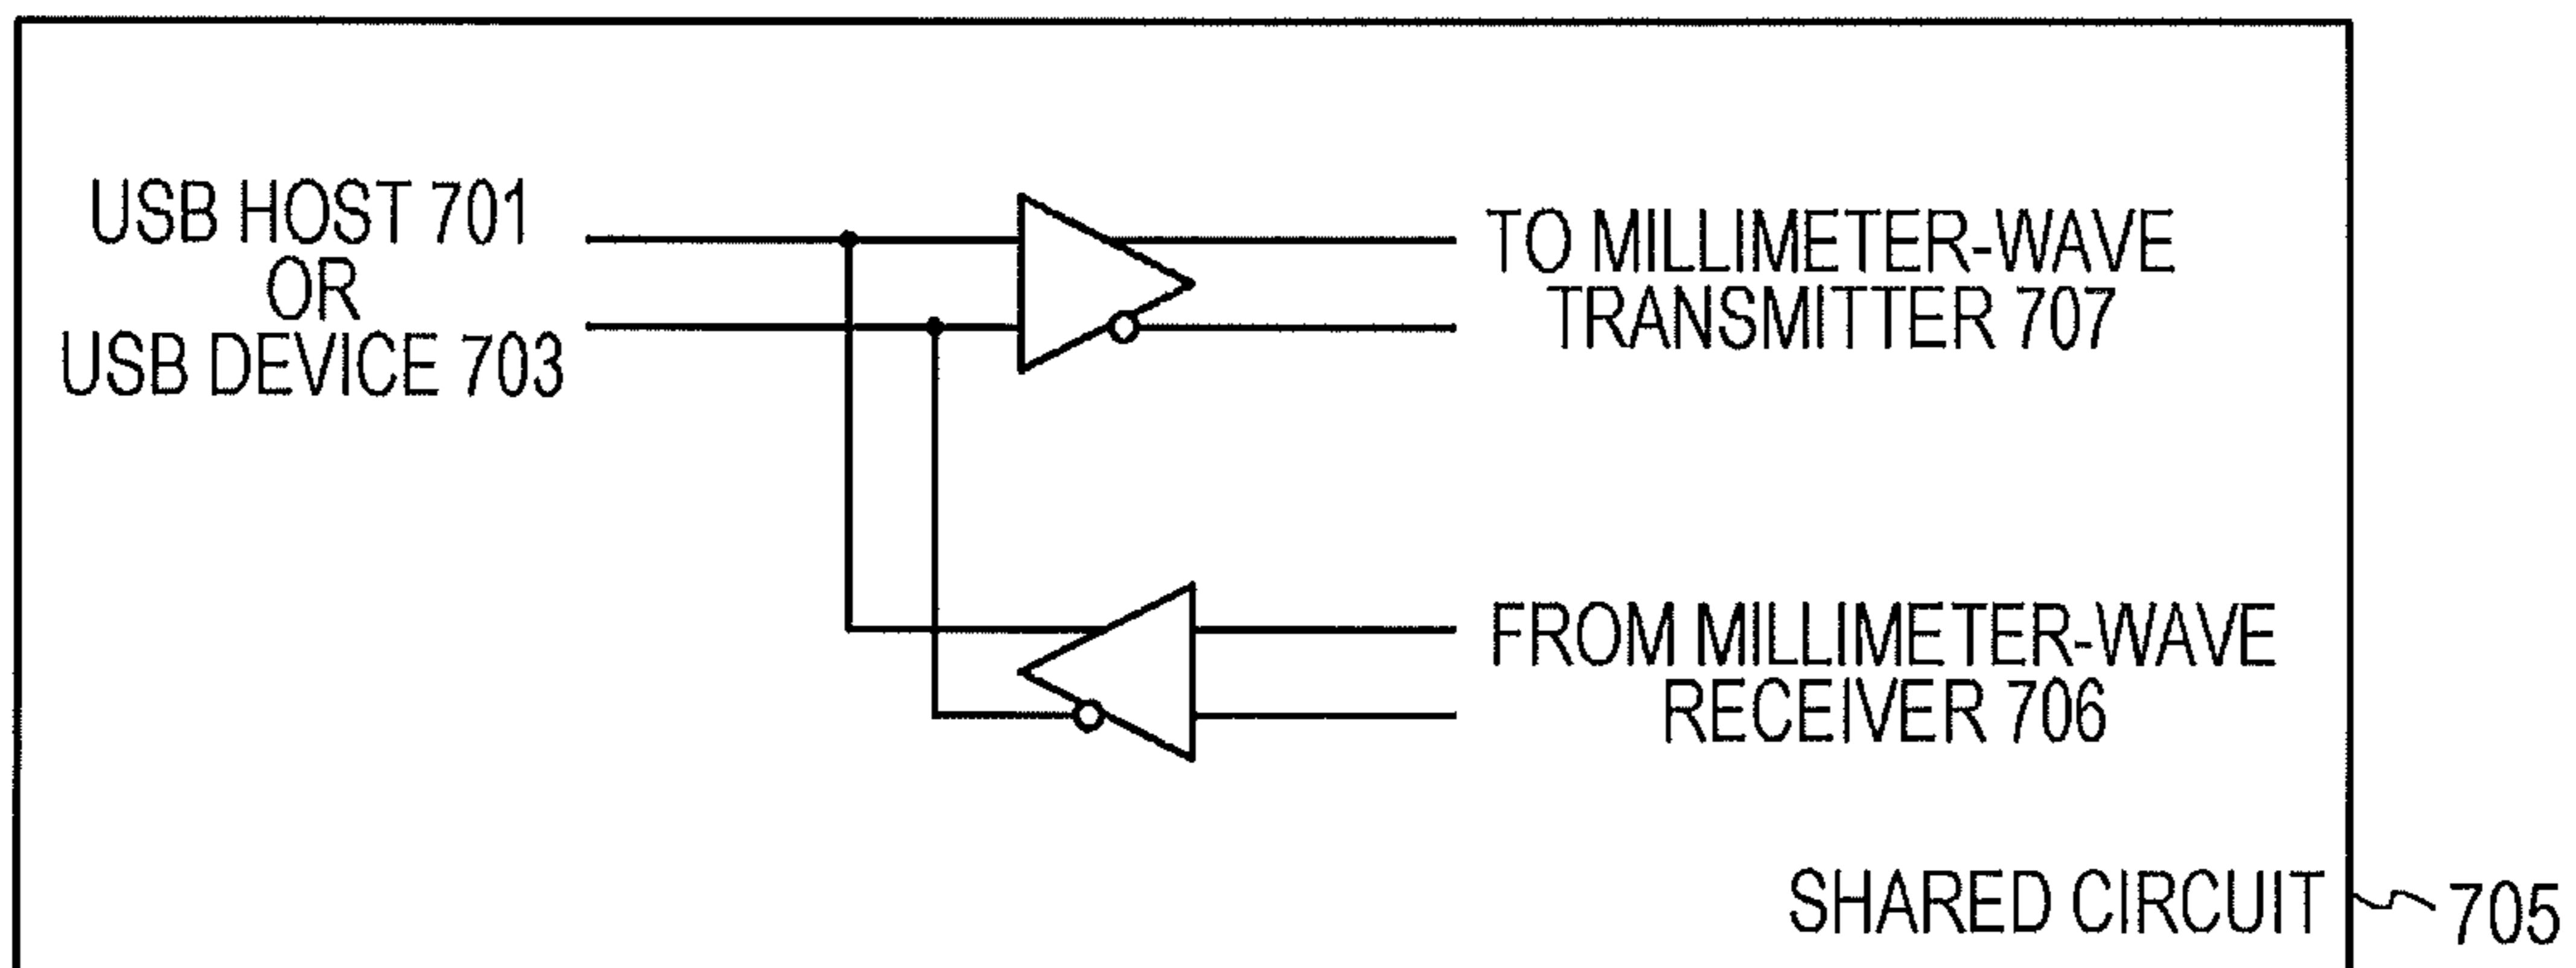 USB HOST 701
OR
USB DEVICE 703
TO MILLIMETER-WAVE
TRANSMITTER 707
FROM MILLIMETER-WAVE
RECEIVER 706
SHARED CIRCUIT
705